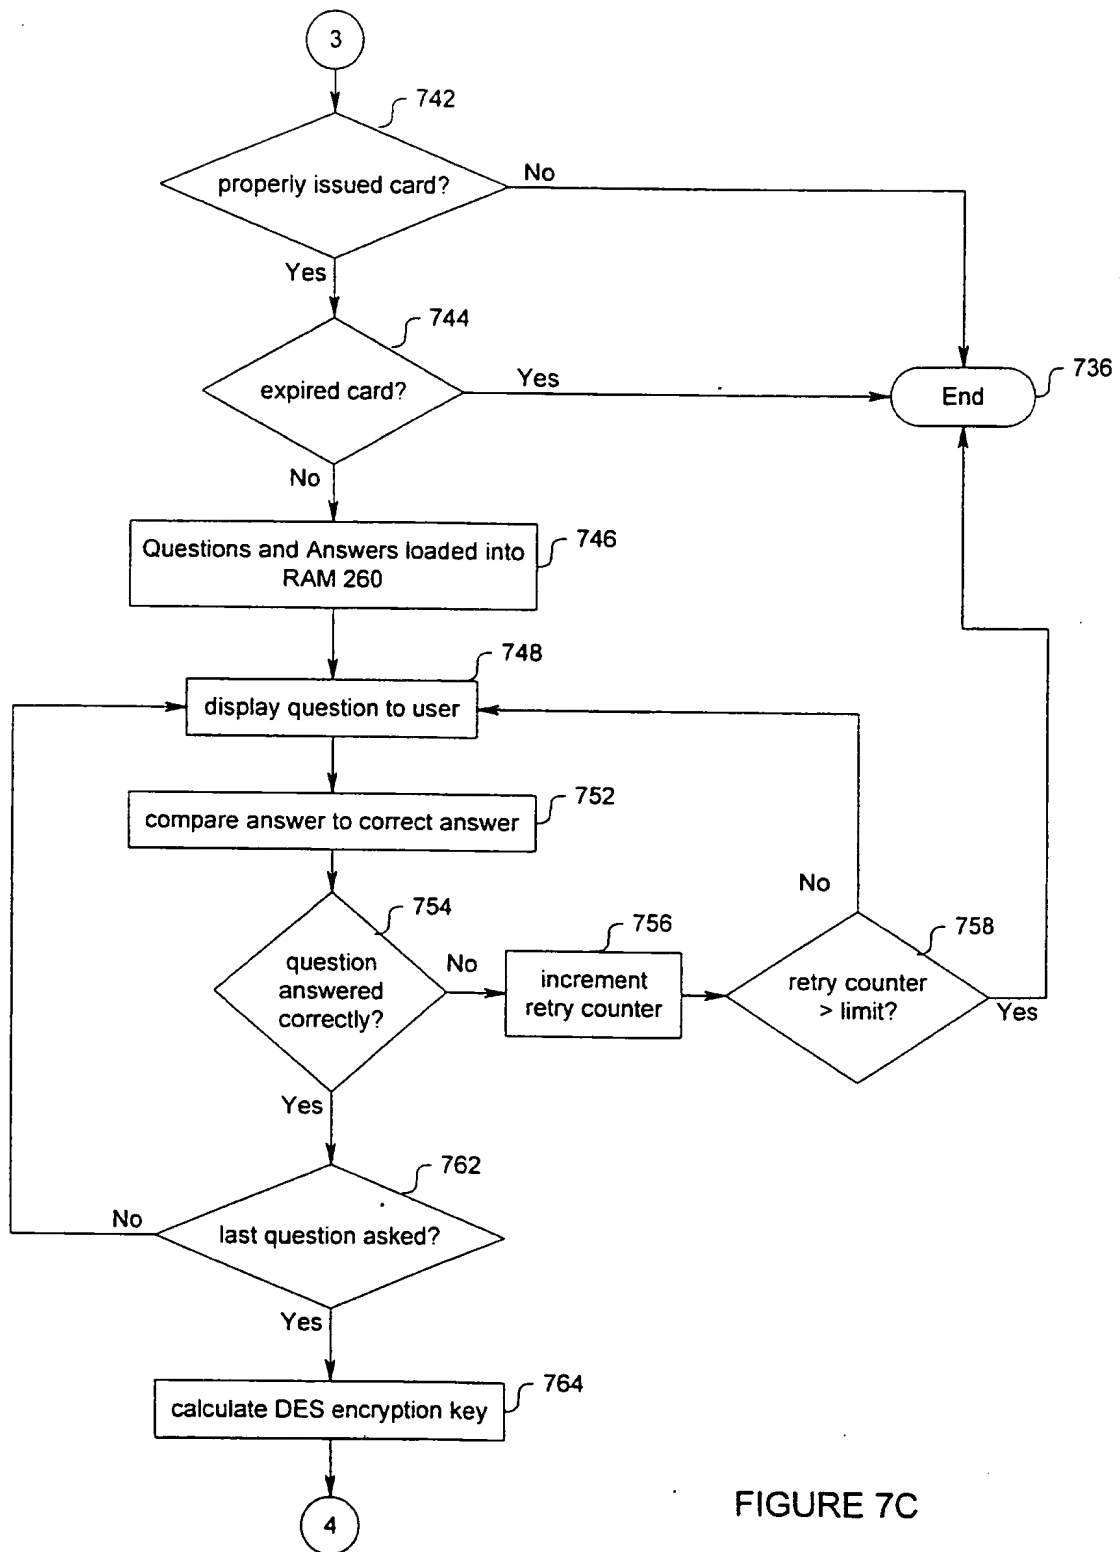 3
742
properly issued card?
No
Yes
744
expired card?
Yes
End
736
No
Questions and Answers loaded into
RAM 260
746
748
display question to user
752
compare answer to correct answer
No
754
question
answered
correctly?
No
756
increment
retry counter
758
retry counter
> limit?
Yes
Yes
762
No
last question asked?
Yes
764
calculate DES encryption key
4
FIGURE 7C